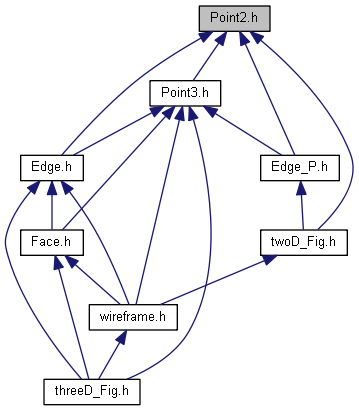 Point2.h
Point3.h
Edge.h
Edge_P.h
Face.h
twoD_Fig.h
wireframe.h
threeD_Fig.h